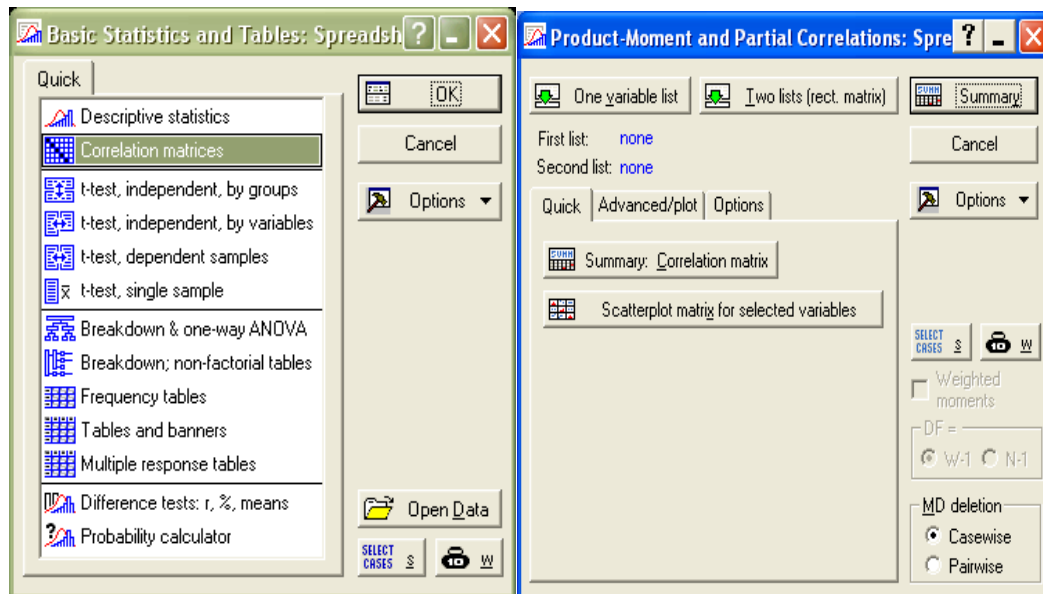 Basic Statistics and Tables: Spreadsh
Quick
Descriptive statistics
Correlation matrices
t-test, independent, by groups
t-test, independent, by variables
t-test, dependent samples
t-test, single sample
Breakdown & one-way ANOVA
Breakdown; non-factorial tables
Frequency tables
Tables and banners
Multiple response tables
Difference tests: r, %, means
Probability calculator
OK
Cancel
Options
Open Data
SELECT
CASES
S
W
Product-Moment and Partial Correlations: Spre
One variable list
Two lists (rect. matrix)
First list: none
Second list: none
Quick
Advanced/plot
Options
Summary: Correlation matrix
Scatterplot matrix for selected variables
Summary
Cancel
Options
SELECT
CASES
S
W
Weighted
moments
DF =
W-1
N-1
MD deletion
Casewise
Pairwise